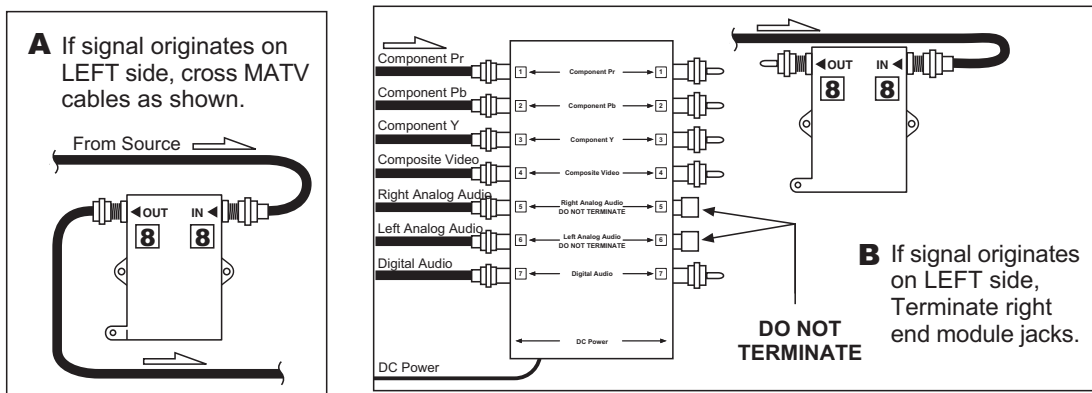 A If signal originates on
LEFT side, cross MATV
cables as shown.
From Source
OUT IN
8 8
Component Pr
1 Component Pr 1
Component Pb
2 Component Pb 2
Component Y
3 Component Y 3
Composite Video
4 Composite Video 4
Right Analog Audio
5 Right Analog Audio 5
DO NOT TERMINATE
Left Analog Audio
6 Left Analog Audio 6
DO NOT TERMINATE
Digital Audio
7 Digital Audio 7
DC Power
DC Power
DO NOT
TERMINATE
OUT IN
8 8
B If signal originates
on LEFT side,
Terminate right
end module jacks.